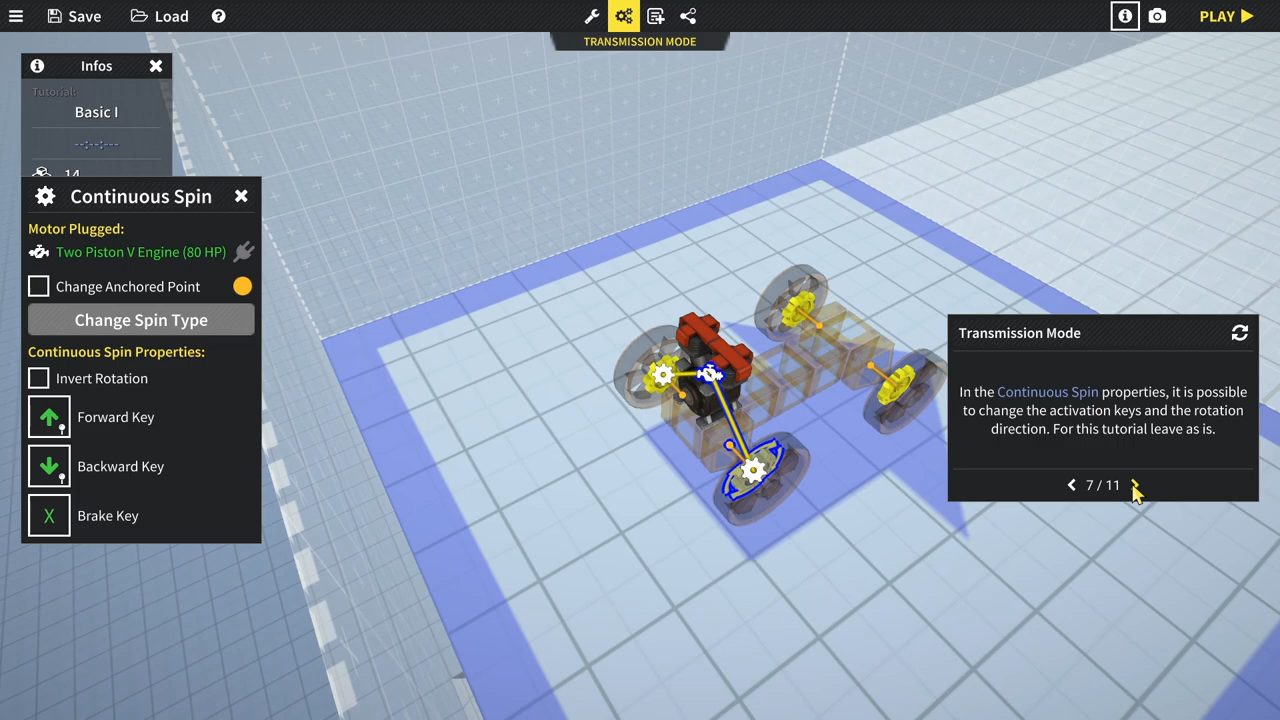 Save
Load
PLAY
TRANSMISSION MODE
Infos
Tutorial:
Basic I
--:--:---
14
Continuous Spin
Motor Plugged:
Two Piston V Engine (80 HP)
Change Anchored Point
Change Spin Type
Continuous Spin Properties:
Invert Rotation
Forward Key
Backward Key
X
Brake Key
Transmission Mode
In the Continuous Spin properties, it is possible
to change the activation keys and the rotation
direction. For this tutorial leave as is.
7 / 11